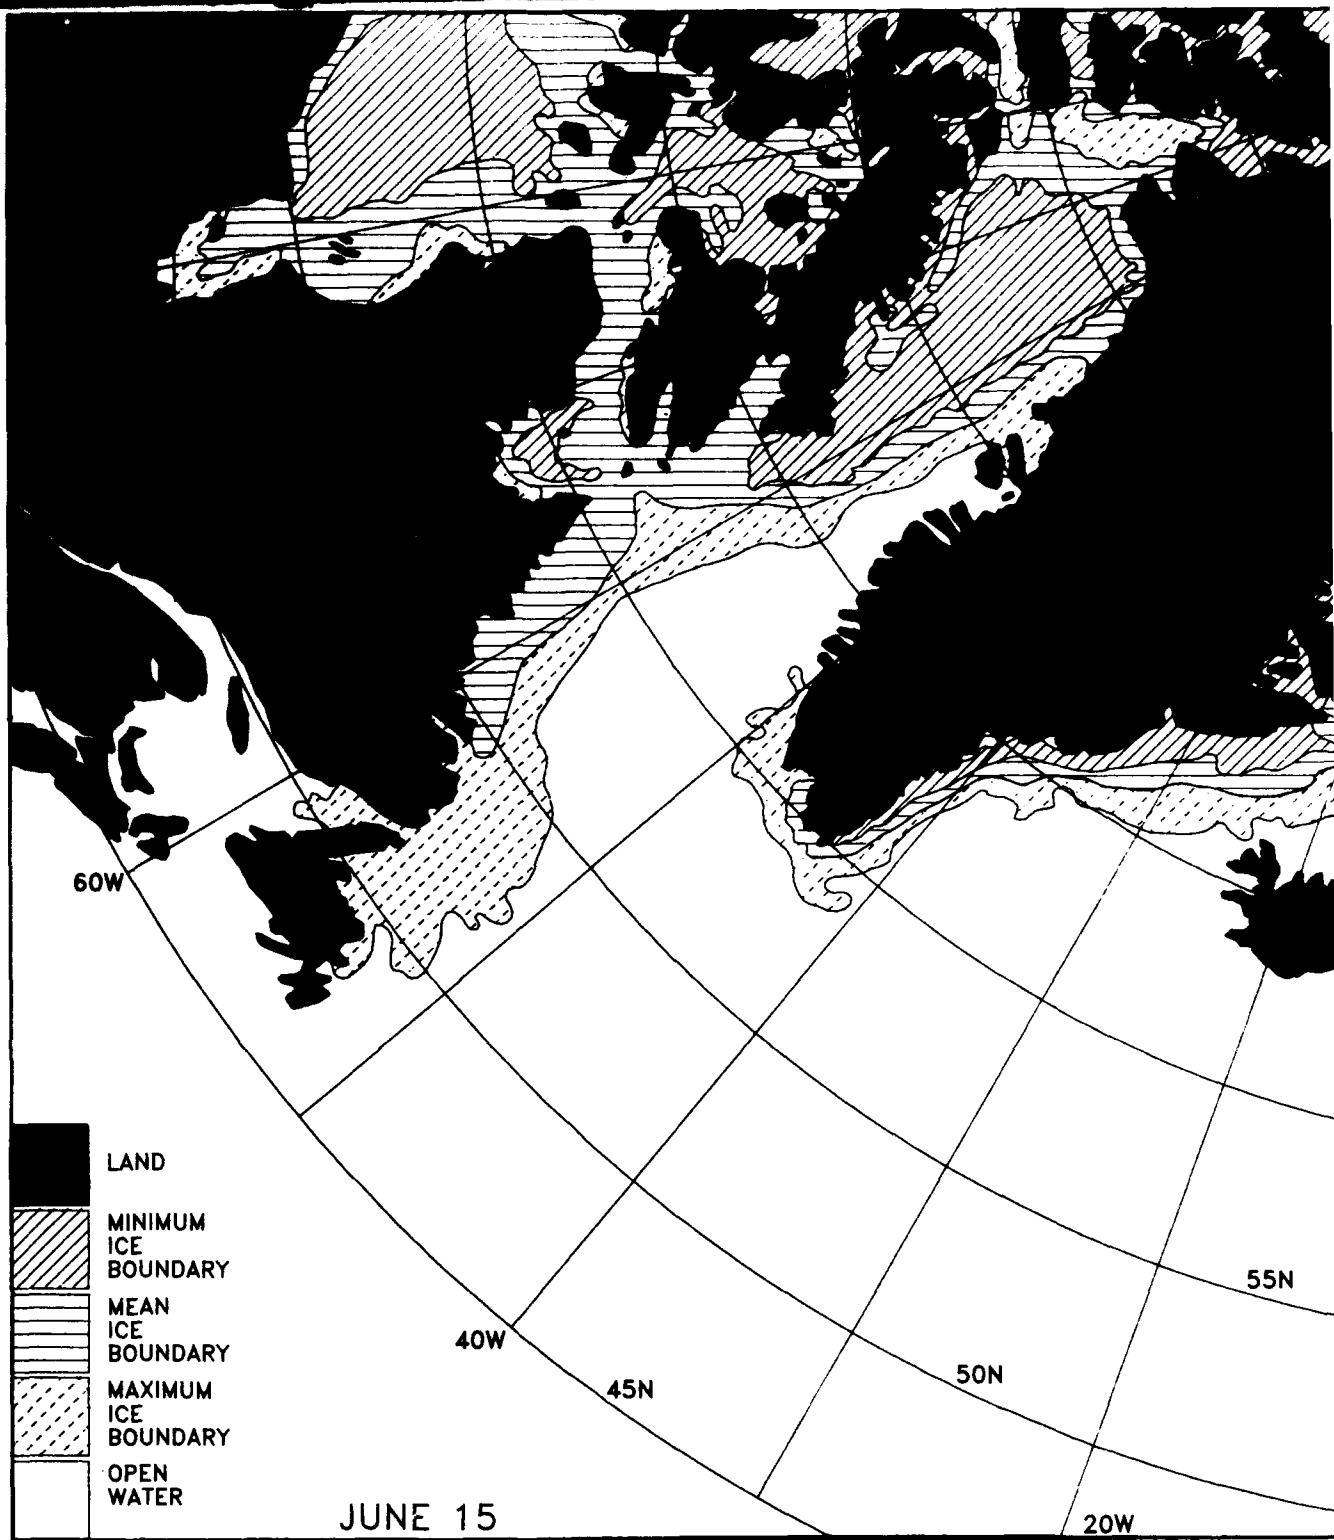 60W
LAND
MINIMUM
ICE
BOUNDARY
MEAN
ICE
BOUNDARY
MAXIMUM
ICE
BOUNDARY
OPEN
WATER
55N
40W
50N
45N
JUNE 15
20W